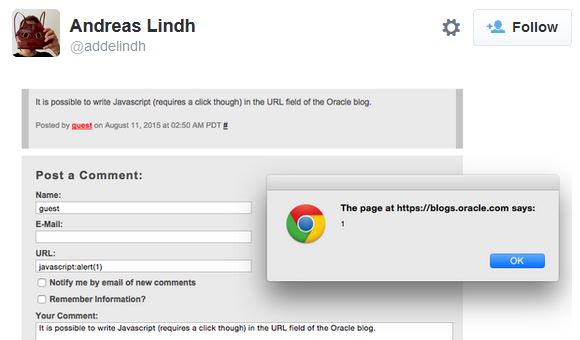 Andreas Lindh
@addelindh
Follow
It is possible to write Javascript (requires a click though) in the URL field of the Oracle blog.
Posted by guest on August 11, 2015 at 02:50 AM PDT #
Post a Comment:
Name:
guest
E-Mail:
URL:
javascript:alert(1)
Notify me by email of new comments
Remember Information?
Your Comment:
It is possible to write Javascript (requires a click though) in the URL field of the Oracle blog.
The page at https://blogs.oracle.com says:
1
OK